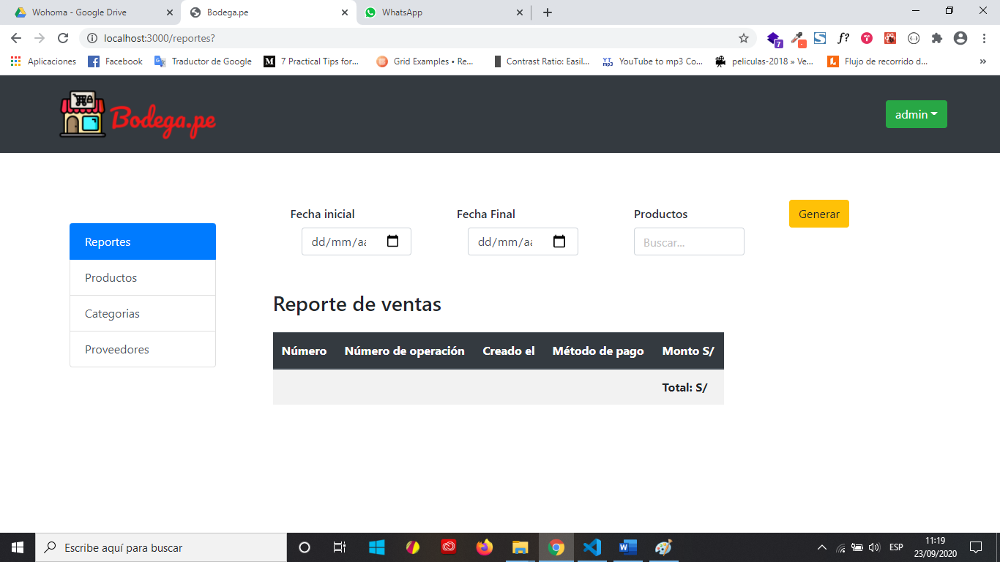 Wohoma - Google Drive
Bodega.pe
WhatsApp
localhost:3000/reportes?
f?
7
Aplicaciones
Facebook
Traductor de Google
7 Practical Tips for...
Grid Examples • Re...
Contrast Ratio: Easil...
YT mp3
YouTube to mp3 Co...
peliculas-2018 » Ve...
Flujo de recorrido d...
»
Bodega.pe
admin
Fecha inicial
Fecha Final
Productos
Generar
dd/mm/aa
dd/mm/aa
Buscar...
Reportes
Productos
Categorias
Proveedores
Reporte de ventas
Número Número de operación Creado el Método de pago Monto S/
Total: S/
Escribe aquí para buscar
ESP
11:19
23/09/2020